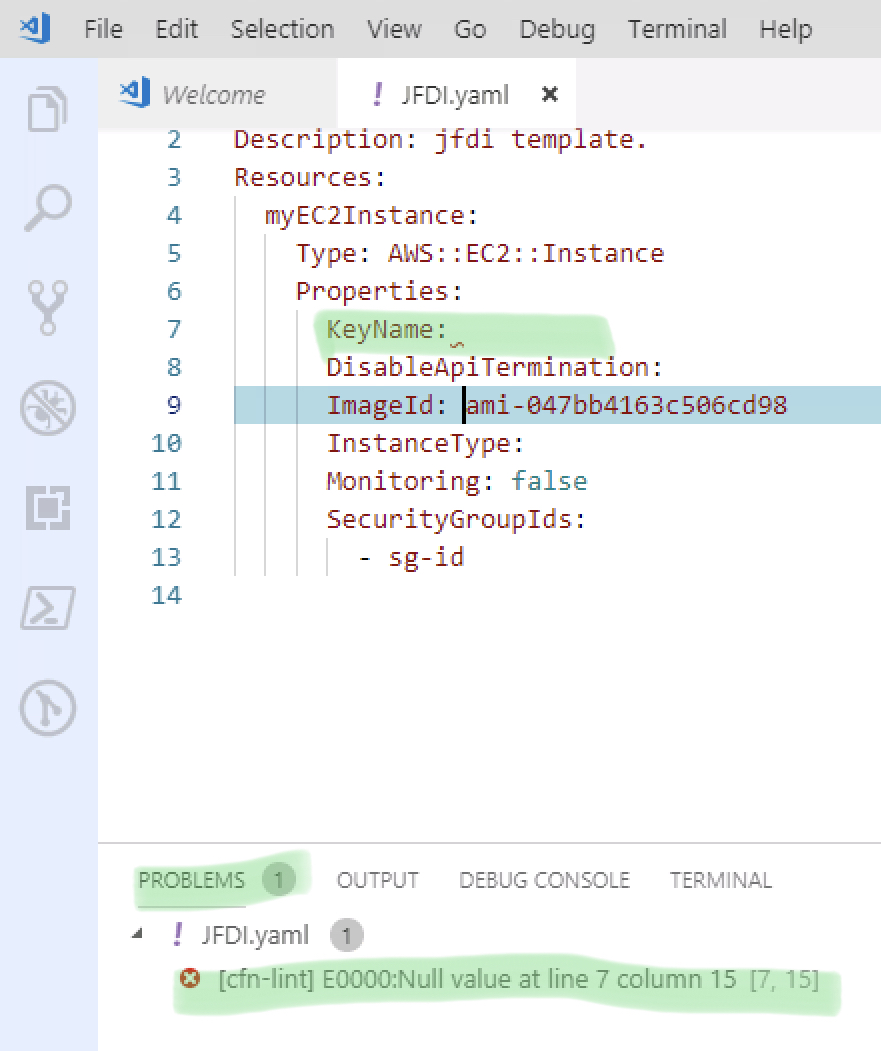 File Edit Selection View Go Debug Terminal Help
Welcome ! JFDI.yaml ×
2 Description: jfdi template.
3 Resources:
4 myEC2Instance:
5 Type: AWS::EC2::Instance
6 Properties:
7 KeyName:
8 DisableApiTermination:
9 ImageId: ami-047bb4163c506cd98
10 InstanceType:
11 Monitoring: false
12 SecurityGroupIds:
13 - sg-id
14
PROBLEMS 1 OUTPUT DEBUG CONSOLE TERMINAL
! JFDI.yaml 1
[cfn-lint] E0000:Null value at line 7 column 15 [7, 15]